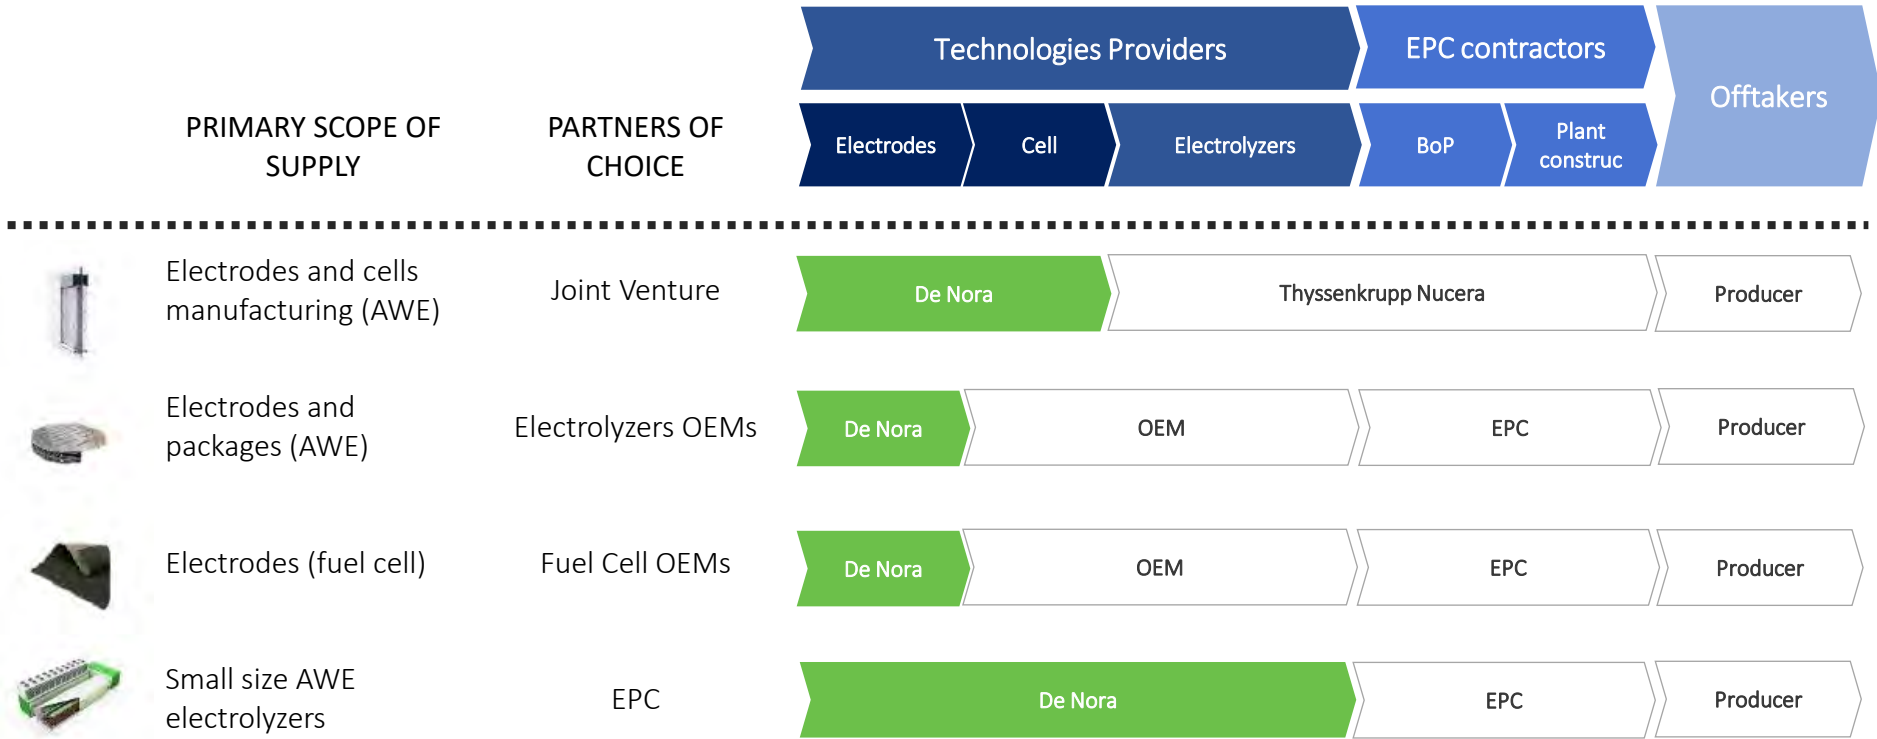 Technologies Providers
EPC contractors
Offtakers
PRIMARY SCOPE OF
SUPPLY
PARTNERS OF
CHOICE
Electrodes
Cell
Electrolyzers
BoP
Plant
construc
Electrodes and cells
manufacturing (AWE)
Joint Venture
De Nora
Thyssenkrupp Nucera
Producer
Electrodes and
packages (AWE)
Electrolyzers OEMs
De Nora
OEM
EPC
Producer
Electrodes (fuel cell)
Fuel Cell OEMs
De Nora
OEM
EPC
Producer
Small size AWE
electrolyzers
EPC
De Nora
EPC
Producer